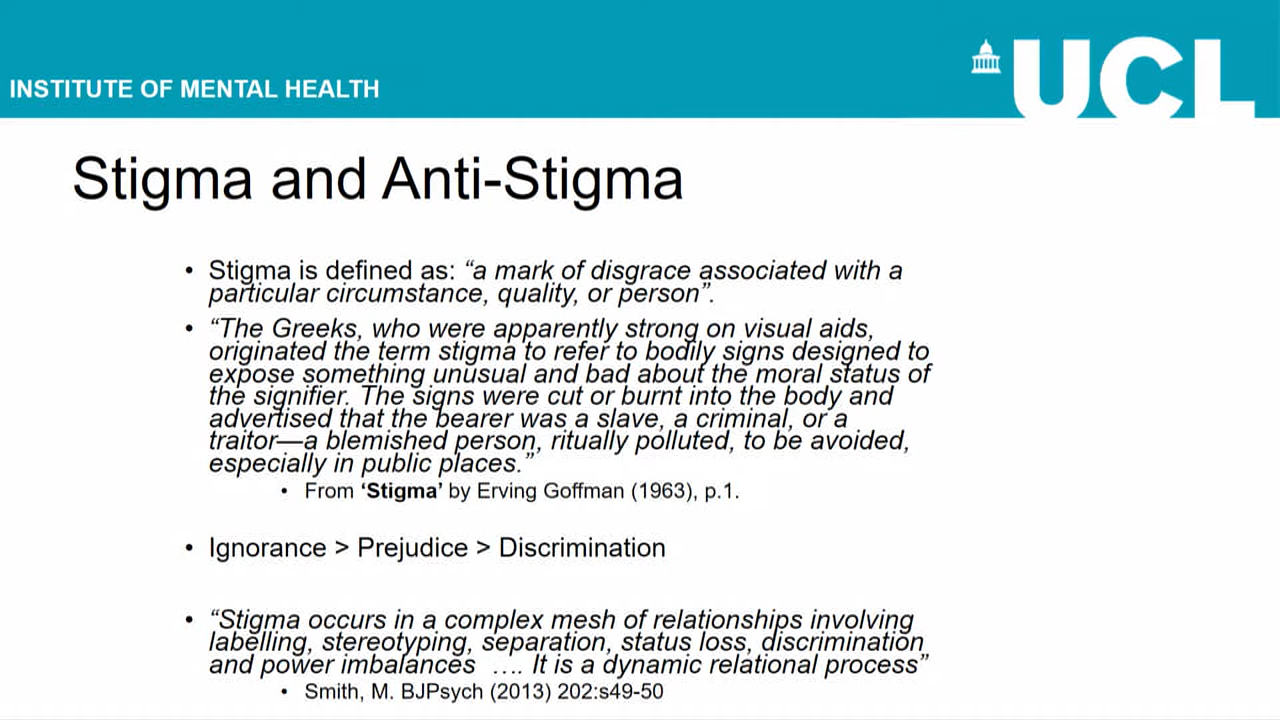 INSTITUTE OF MENTAL HEALTH
UCL
Stigma and Anti-Stigma
• Stigma is defined as: “a mark of disgrace associated with a
particular circumstance, quality, or person”.
• “The Greeks, who were apparently strong on visual aids,
originated the term stigma to refer to bodily signs designed to
expose something unusual and bad about the moral status of
the signifier. The signs were cut or burnt into the body and
advertised that the bearer was a slave, a criminal, or a
traitor—a blemished person, ritually polluted, to be avoided,
especially in public places.”
• From ‘Stigma’ by Erving Goffman (1963), p.1.
• Ignorance > Prejudice > Discrimination
• “Stigma occurs in a complex mesh of relationships involving
labelling, stereotyping, separation, status loss, discrimination
and power imbalances .... It is a dynamic relational process”
• Smith, M. BJPsych (2013) 202:s49-50